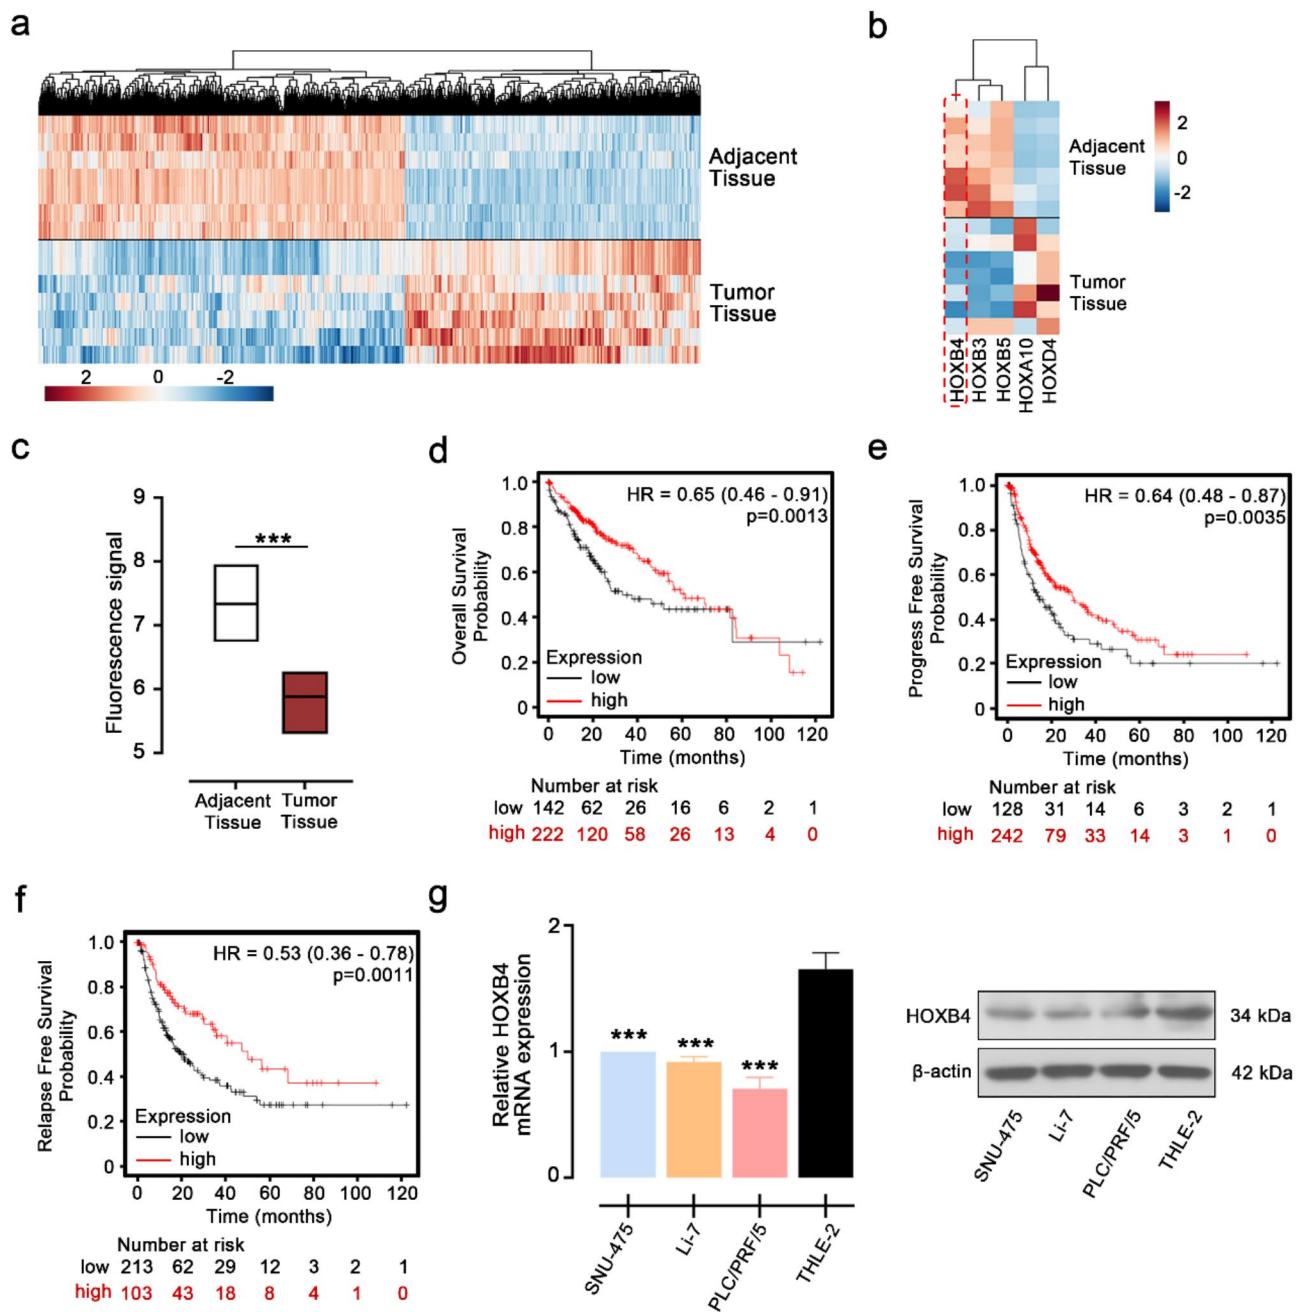 a
Adjacent
Tissue
Tumor
Tissue
2 0 -2
b
2
0
-2
Adjacent
Tissue
Tumor
Tissue
HOXB4
HOXB3
HOXB5
HOXA10
HOXD4
c
Fluorescence signal
9
8
7
6
5
***
Adjacent
Tissue
Tumor
Tissue
d
Overall Survival
Probability
1.0
0.8
0.6
0.4
0.2
0
HR = 0.65 (0.46 - 0.91)
p=0.0013
Expression
low
high
0 20 40 60 80 100 120
Time (months)
Number at risk
low 142 62 26 16 6 2 1
high 222 120 58 26 13 4 0
e
Progress Free Survival
Probability
1.0
0.8
0.6
0.4
0.2
0
HR = 0.64 (0.48 - 0.87)
p=0.0035
Expression
low
high
0 20 40 60 80 100 120
Time (months)
Number at risk
low 128 31 14 6 3 2 1
high 242 79 33 14 3 1 0
f
Relapse Free Survival
Probability
1.0
0.8
0.6
0.4
0.2
0
HR = 0.53 (0.36 - 0.78)
p=0.0011
Expression
low
high
0 20 40 60 80 100 120
Time (months)
Number at risk
low 213 62 29 12 3 2 1
high 103 43 18 8 4 1 0
g
Relative HOXB4
mRNA expression
2
1
0
***
***
***
SNU-475
Li-7
PLC/PRF/5
THLE-2
HOXB4
34 kDa
β-actin
42 kDa
SNU-475
Li-7
PLC/PRF/5
THLE-2